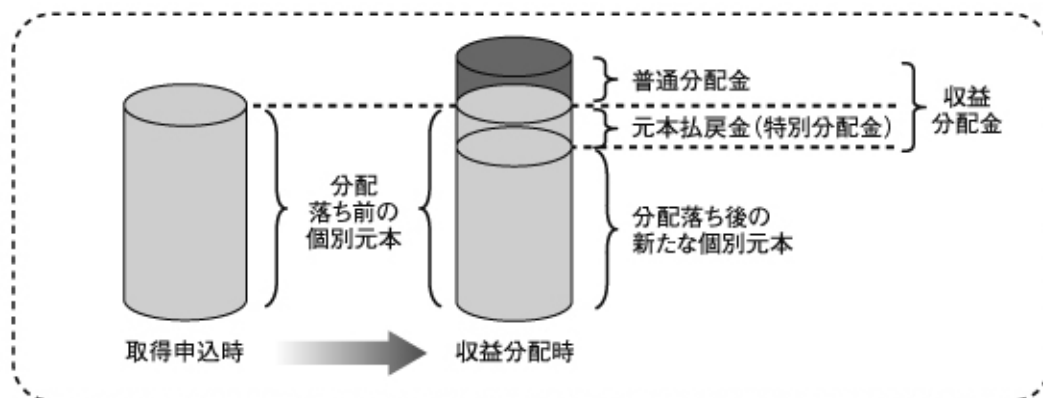 普通分配金
元本払戻金(特別分配金)
収益
分配金
分配
落ち前の
個別元本
分配落ち後の
新たな個別元本
取得申込時
収益分配時